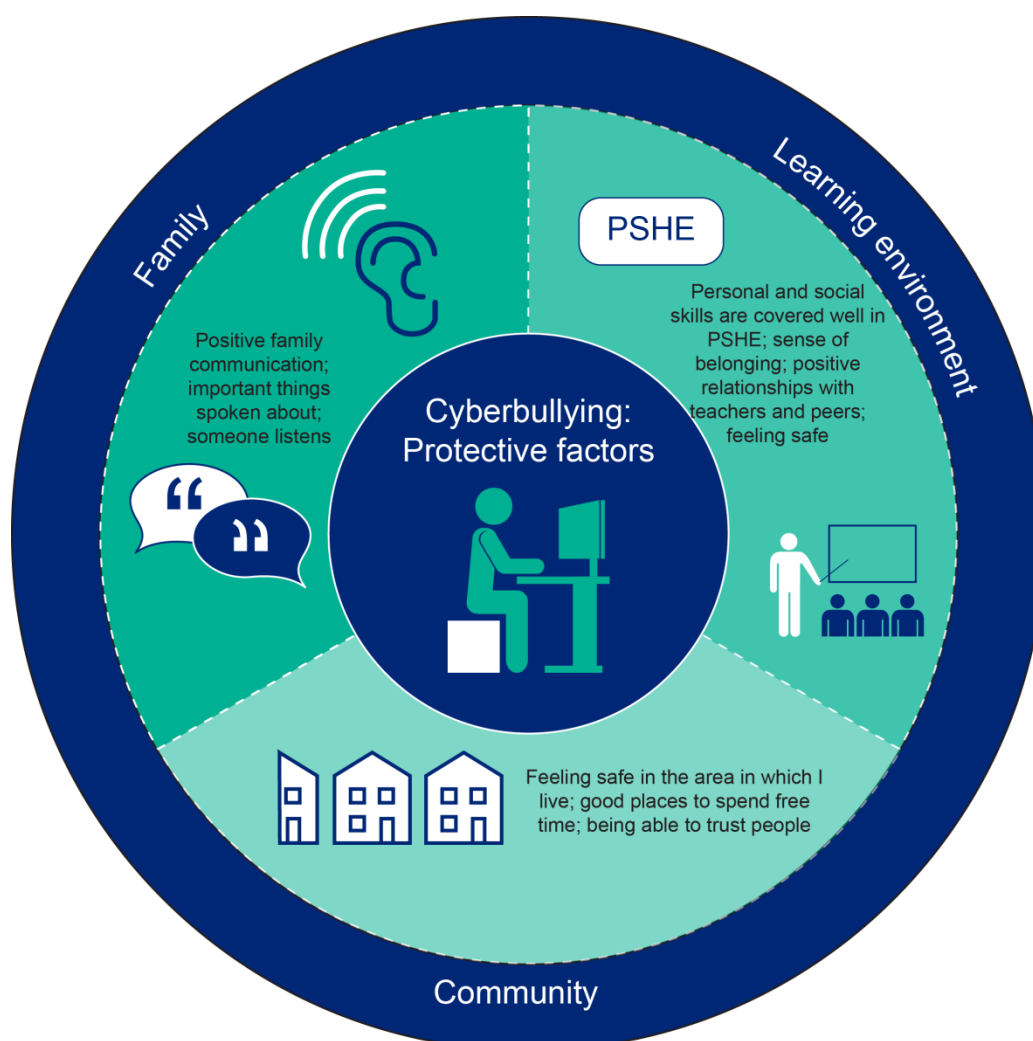 Family
Positive family
communication;
important things
spoken about;
someone listens
“
”
Learning environment
PSHE
Personal and social
skills are covered well in
PSHE; sense of
belonging; positive
relationships with
teachers and peers;
feeling safe
Cyberbullying:
Protective factors
Feeling safe in the area in which I
live; good places to spend free
time; being able to trust people
Community